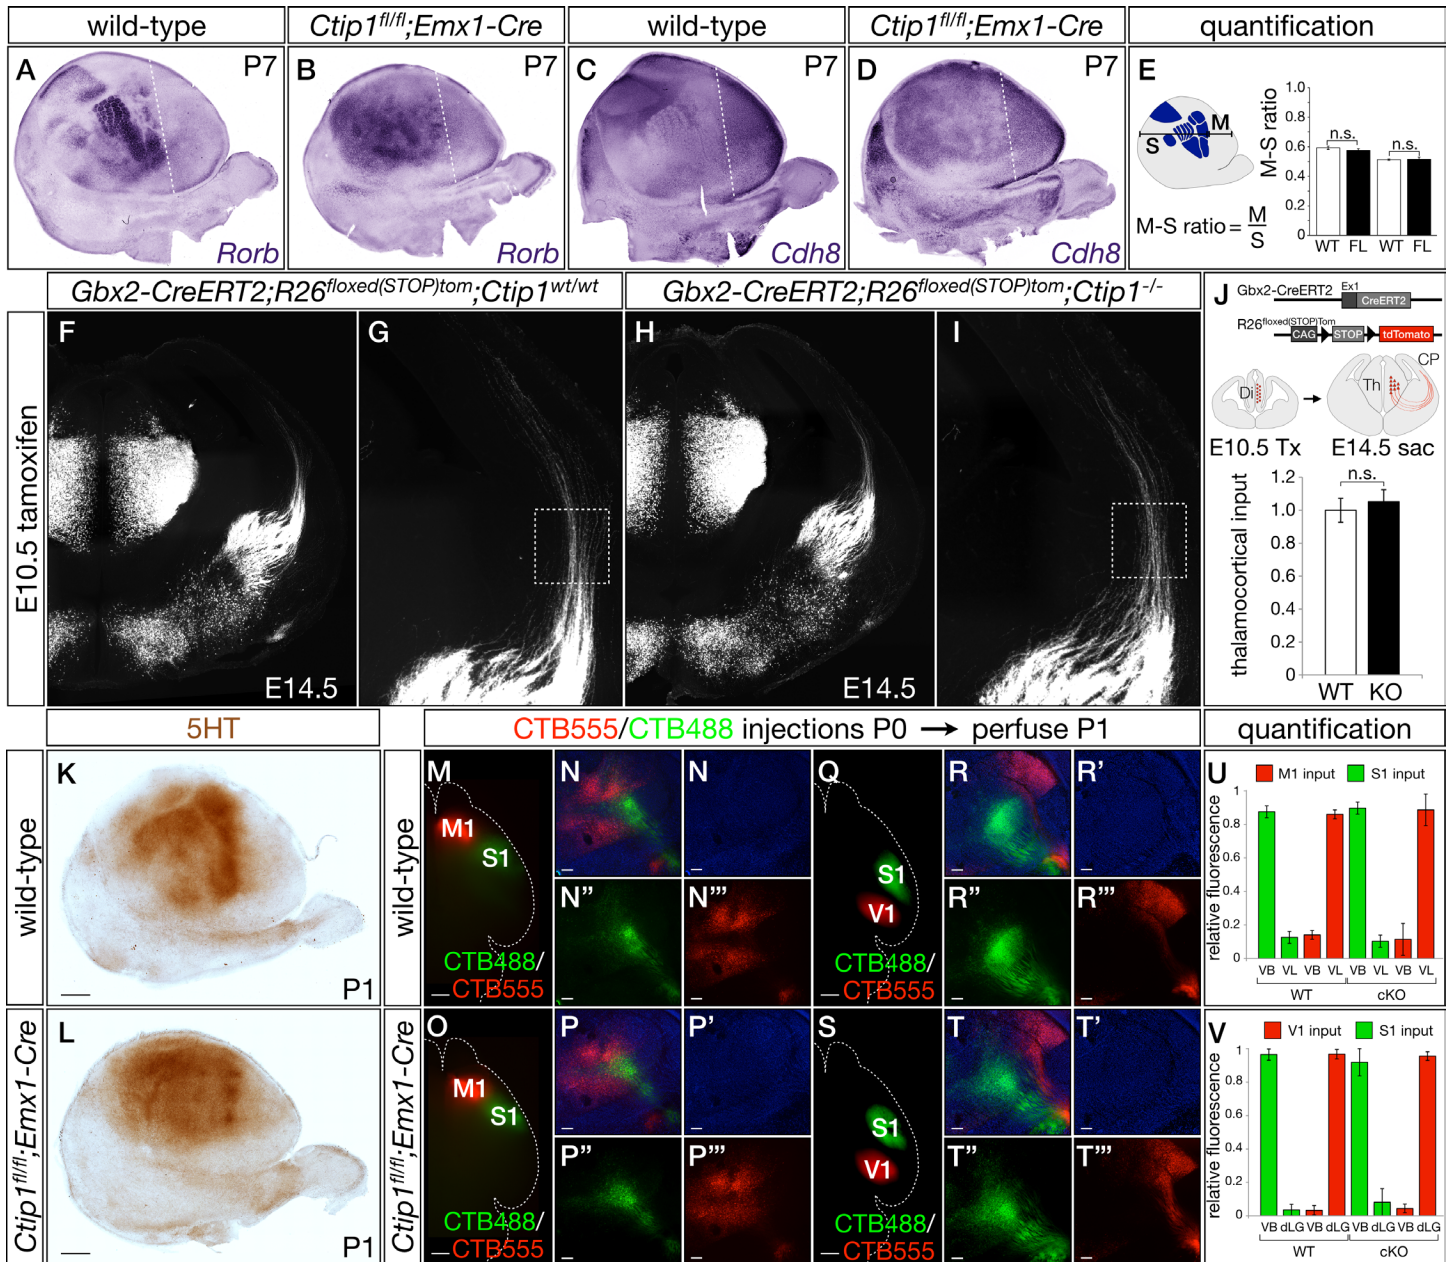 wild-type
Ctip1fl/fl;Emx1-Cre
wild-type
Ctip1fl/fl;Emx1-Cre
quantification
A
P7
Rorb
B
P7
Rorb
C
P7
Cdh8
D
P7
Cdh8
E
M
S
M-S ratio = M
S
M-S ratio
1.0
0.8
0.6
0.4
0.2
0
n.s.
n.s.
WT FL WT FL
Gbx2-CreERT2;R26floxed(STOP)tom;Ctip1wt/wt
Gbx2-CreERT2;R26floxed(STOP)tom;Ctip1-/-
E10.5 tamoxifen
F
E14.5
G
H
E14.5
I
J
Gbx2-CreERT2
Ex1
CreERT2
R26floxed(STOP)Tom
CAG
STOP
tdTomato
CP
Di
Th
E10.5 Tx
E14.5 sac
thalamocortical input
1.2
1.0
0.8
0.6
0.4
0.2
0
n.s.
WT KO
5HT
CTB555/CTB488 injections P0 → perfuse P1
quantification
wild-type
K
P1
wild-type
M
M1
S1
CTB488/
CTB555
N
N
N”
N”’
Q
S1
V1
CTB488/
CTB555
R
R’
R”
R”’
U
M1 input
S1 input
relative fluorescence
1
0.8
0.6
0.4
0.2
0
VB VL VB VL VB VL VB VL
WT
cKO
Ctip1fl/fl;Emx1-Cre
L
P1
Ctip1fl/fl;Emx1-Cre
O
M1
S1
CTB488/
CTB555
P
P’
P”
P”’
S
S1
V1
CTB488/
CTB555
T
T’
T”
T”’
V
V1 input
S1 input
relative fluorescence
1
0.8
0.6
0.4
0.2
0
VB dLG VB dLG VB dLG VB dLG
WT
cKO